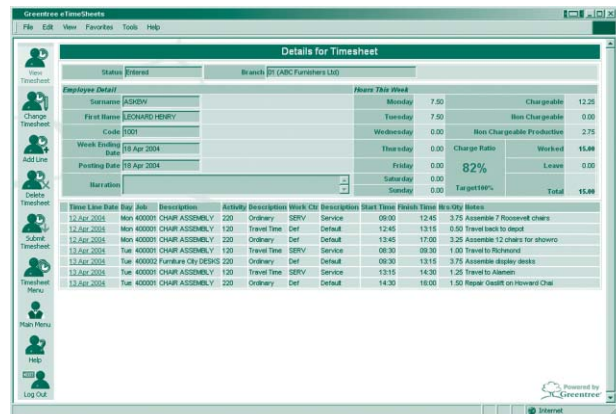 Greentree eTimeSheets
File Edit View Favorites Tools Help
Details for Timesheet
Status Entered Branch 01 (ABC Furnishers Ltd)
Employee Detail Hours This Week
Surname ASKEW Monday 7.50 Chargeable 12.25
First Name LEONARD HENRY Tuesday 7.50 Non Chargeable 0.00
Code 1001 Wednesday 0.00 Non Chargeable Productive 2.75
Week Ending Date 18 Apr 2004 Thursday 0.00 Charge Ratio Worked 15.00
Posting Date 18 Apr 2004 Friday 0.00 82% Leave 0.00
Narration Saturday 0.00
Sunday 0.00 Target100% Total 15.00
Time Line Date Day Job Description Activity Description Work Ctr Description Start Time Finish Time Hrs/Qty Notes
12 Apr 2004 Mon 400001 CHAIR ASSEMBLY 220 Ordinary SERV Service 09:00 12:45 3.75 Assemble 7 Roosevelt chairs
12 Apr 2004 Mon 400001 CHAIR ASSEMBLY 120 Travel Time Def Default 12:45 13:15 0.50 Travel back to depot
12 Apr 2004 Mon 400001 CHAIR ASSEMBLY 220 Ordinary Def Default 13:45 17:00 3.25 Assemble 12 chairs for showro
13 Apr 2004 Tue 400001 CHAIR ASSEMBLY 120 Travel Time SERV Service 08:30 09:30 1.00 Travel to Home
13 Apr 2004 Tue 400002 Furniture City DESKS 220 Ordinary Def Default 09:30 13:15 3.75 Assemble display desks
13 Apr 2004 Tue 400001 CHAIR ASSEMBLY 120 Travel Time SERV Service 13:15 14:30 1.25 Travel to Alamein
13 Apr 2004 Tue 400001 CHAIR ASSEMBLY 220 Ordinary Def Default 14:30 16:00 1.50 Repair Gaslift on Howard Chai
View Timesheet
Change Timesheet
Add Line
Delete Timesheet
Submit Timesheet
Timesheet Menu
Main Menu
Help
Log Out
Powered by
Greentree
Internet